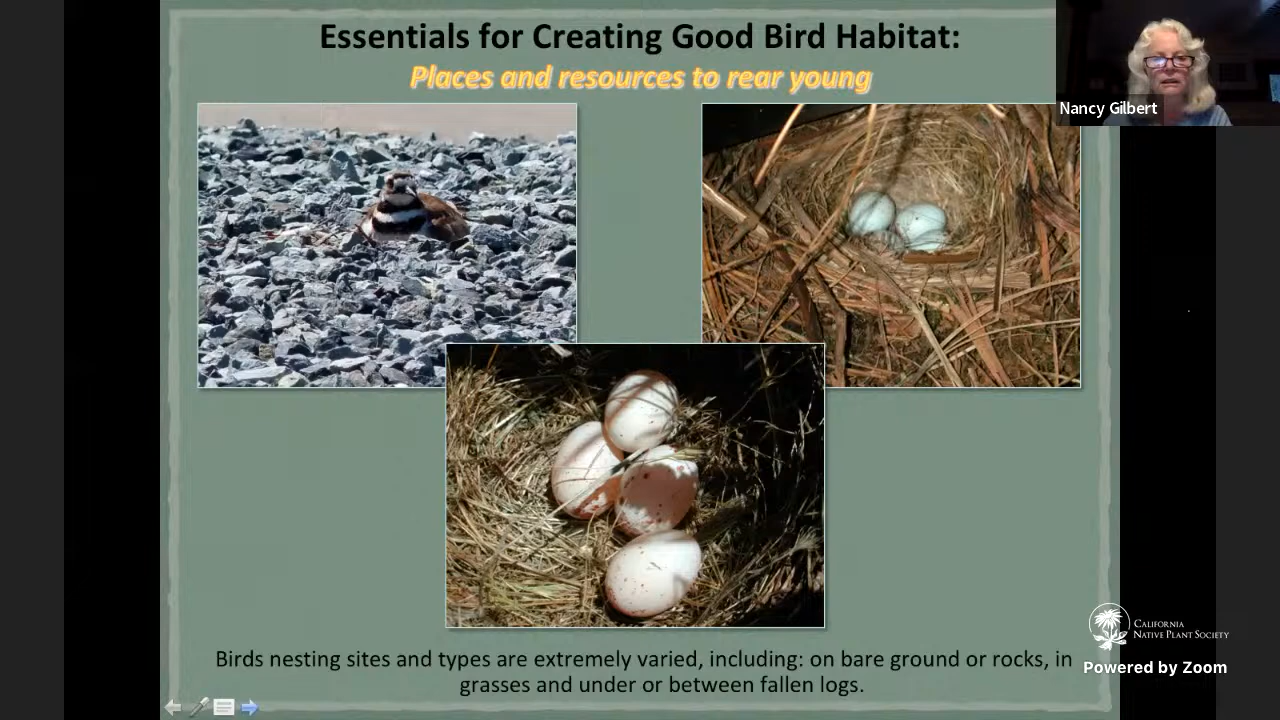 Essentials for Creating Good Bird Habitat:
Places and resources to rear young
Nancy Gilbert
Birds nesting sites and types are extremely varied, including: on bare ground or rocks, in
grasses and under or between fallen logs.
CALIFORNIA
NATIVE PLANT SOCIETY
Powered by Zoom